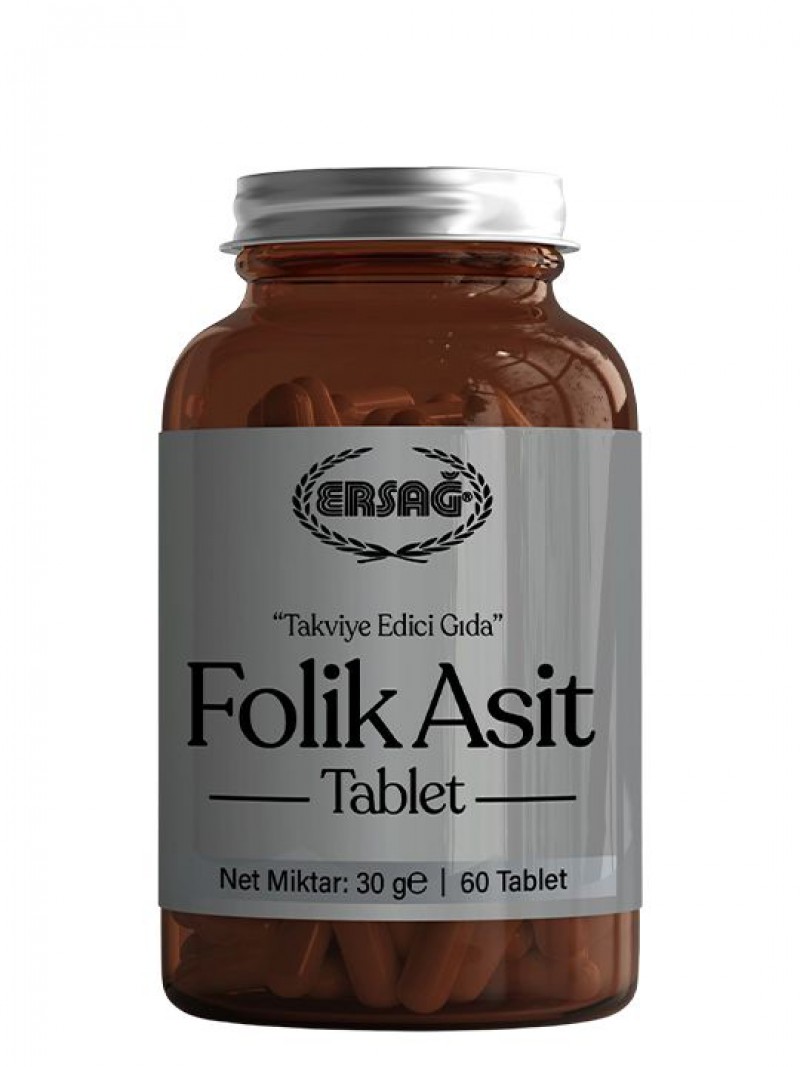 ERSAĞ®
“Takviye Edici Gıda”
Folik Asit
Tablet
Net Miktar: 30 g℮ | 60 Tablet